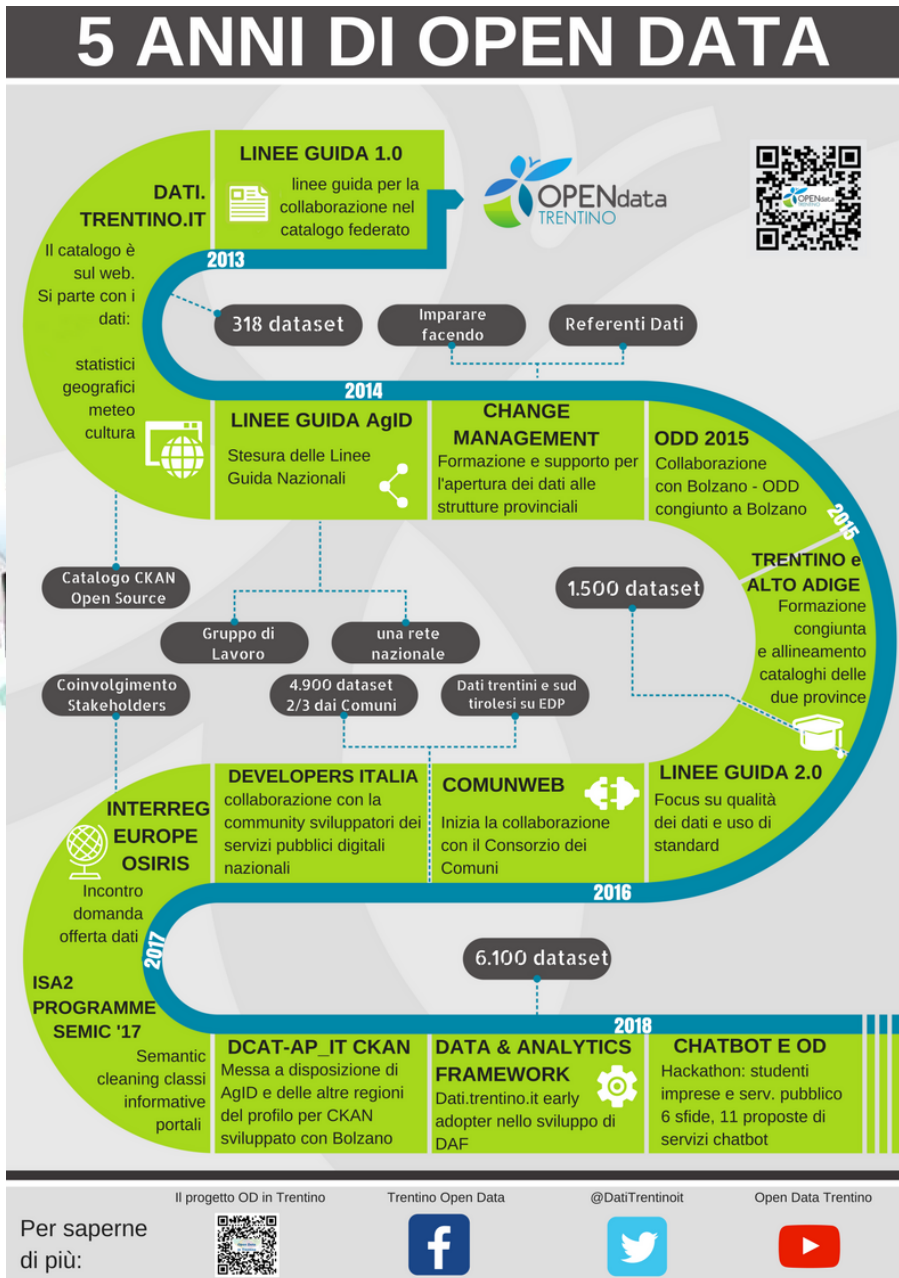 5 ANNI DI OPEN DATA
LINEE GUIDA 1.0
linee guida per la
collaborazione nel
catalogo federato
OPENdata
TRENTINO
OPENdata
TRENTINO
DATI.
TRENTINO.IT
Il catalogo è
sul web.
Si parte con i
dati:
statistici
geografici
meteo
cultura
2013
318 dataset
Imparare
facendo
Referenti Dati
2014
LINEE GUIDA AgID
Stesura delle Linee
Guida Nazionali
CHANGE
MANAGEMENT
Formazione e supporto per
l'apertura dei dati alle
strutture provinciali
ODD 2015
Collaborazione
con Bolzano - ODD
congiunto a Bolzano
2015
TRENTINO e
ALTO ADIGE
Formazione
congiunta
e allineamento
cataloghi delle
due province
Catalogo CKAN
Open Source
1.500 dataset
Gruppo di
Lavoro
una rete
nazionale
Coinvolgimento
Stakeholders
4.900 dataset
2/3 dai Comuni
Dati trentini e sud
tirolesi su EDP
INTERREG
EUROPE
OSIRIS
Incontro
domanda
offerta dati
DEVELOPERS ITALIA
collaborazione con la
community sviluppatori dei
servizi pubblici digitali
nazionali
COMUNWEB
Inizia la collaborazione
con il Consorzio dei
Comuni
LINEE GUIDA 2.0
Focus su qualità
dei dati e uso di
standard
2016
2017
6.100 dataset
ISA2
PROGRAMME
SEMIC '17
Semantic
cleaning classi
informative
portali
2018
DCAT-AP_IT CKAN
Messa a disposizione di
AgID e delle altre regioni
del profilo per CKAN
sviluppato con Bolzano
DATA & ANALYTICS
FRAMEWORK
Dati.trentino.it early
adopter nello sviluppo di
DAF
CHATBOT E OD
Hackathon: studenti
imprese e serv. pubblico
6 sfide, 11 proposte di
servizi chatbot
Per saperne
di più:
Il progetto OD in Trentino
Trentino Open Data
@DatiTrentinoit
Open Data Trentino